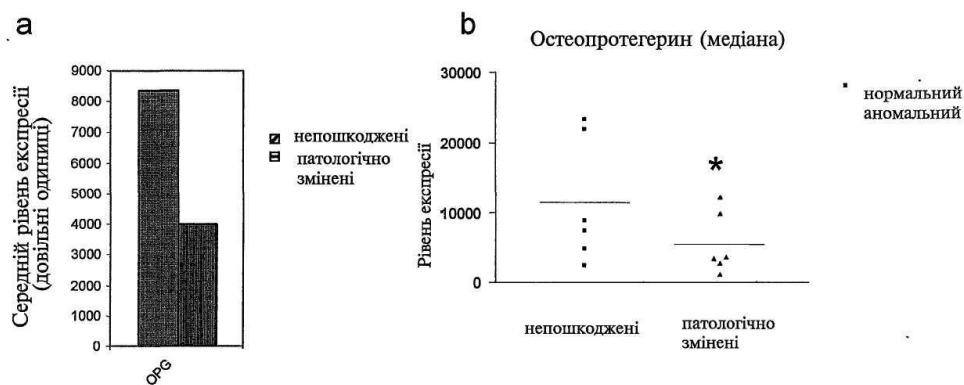 a
Середній рівень експресії
(довільні одиниці)
9000
8000
7000
6000
5000
4000
3000
2000
1000
0
OPG
непошкоджені
патологічно
змінені
b
Остеопротегерин (медіана)
Рівень експресії
30000
20000
10000
0
*
непошкоджені
патологічно
змінені
нормальний
аномальний